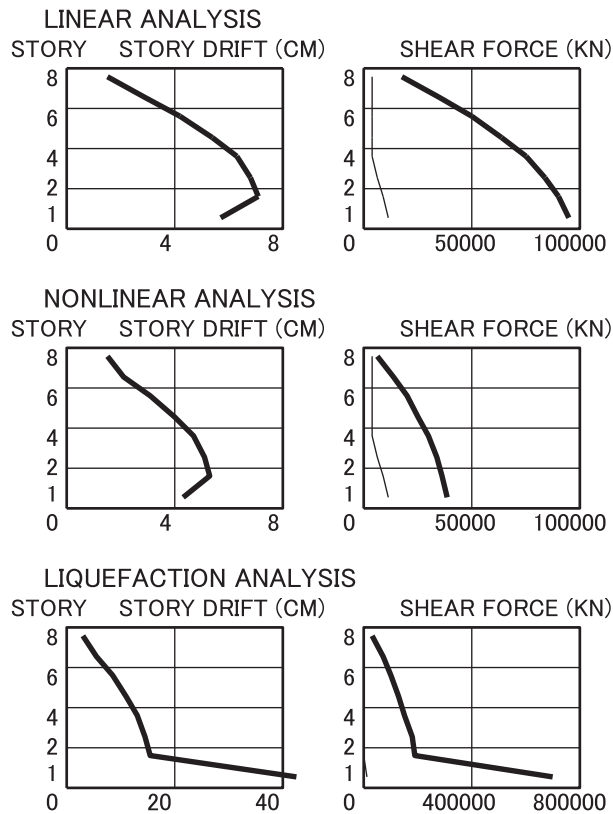 LINEAR ANALYSIS
STORY STORY DRIFT (CM) SHEAR FORCE (KN)
8 8
6 6
4 4
2 2
1 1
0 4 8 0 50000 100000
NONLINEAR ANALYSIS
STORY STORY DRIFT (CM) SHEAR FORCE (KN)
8 8
6 6
4 4
2 2
1 1
0 4 8 0 50000 100000
LIQUEFACTION ANALYSIS
STORY STORY DRIFT (CM) SHEAR FORCE (KN)
8 8
6 6
4 4
2 2
1 1
0 20 40 0 400000 800000